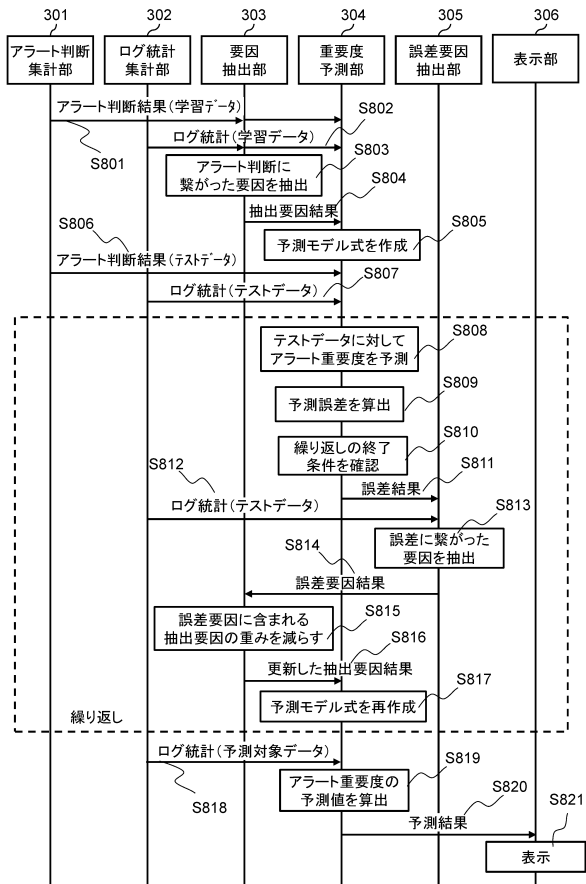 301
302
303
304
305
306
アラート判断
集計部
ログ統計
集計部
要因
抽出部
重要度
予測部
誤差要因
抽出部
表示部
アラート判断結果(学習データ)
S801
ログ統計(学習データ)
S802
アラート判断に
繋がった要因を抽出
S803
抽出要因結果
S804
予測モデル式を作成
S805
S806
アラート判断結果(テストデータ)
ログ統計(テストデータ)
S807
テストデータに対して
アラート重要度を予測
S808
予測誤差を算出
S809
繰り返しの終了
条件を確認
S810
誤差結果
S811
S812
ログ統計(テストデータ)
誤差に繋がった
要因を抽出
S813
S814
誤差要因結果
誤差要因に含まれる
抽出要因の重みを減らす
S815
更新した抽出要因結果
S816
予測モデル式を再作成
S817
繰り返し
ログ統計(予測対象データ)
S818
アラート重要度の
予測値を算出
S819
予測結果
S820
表示
S821